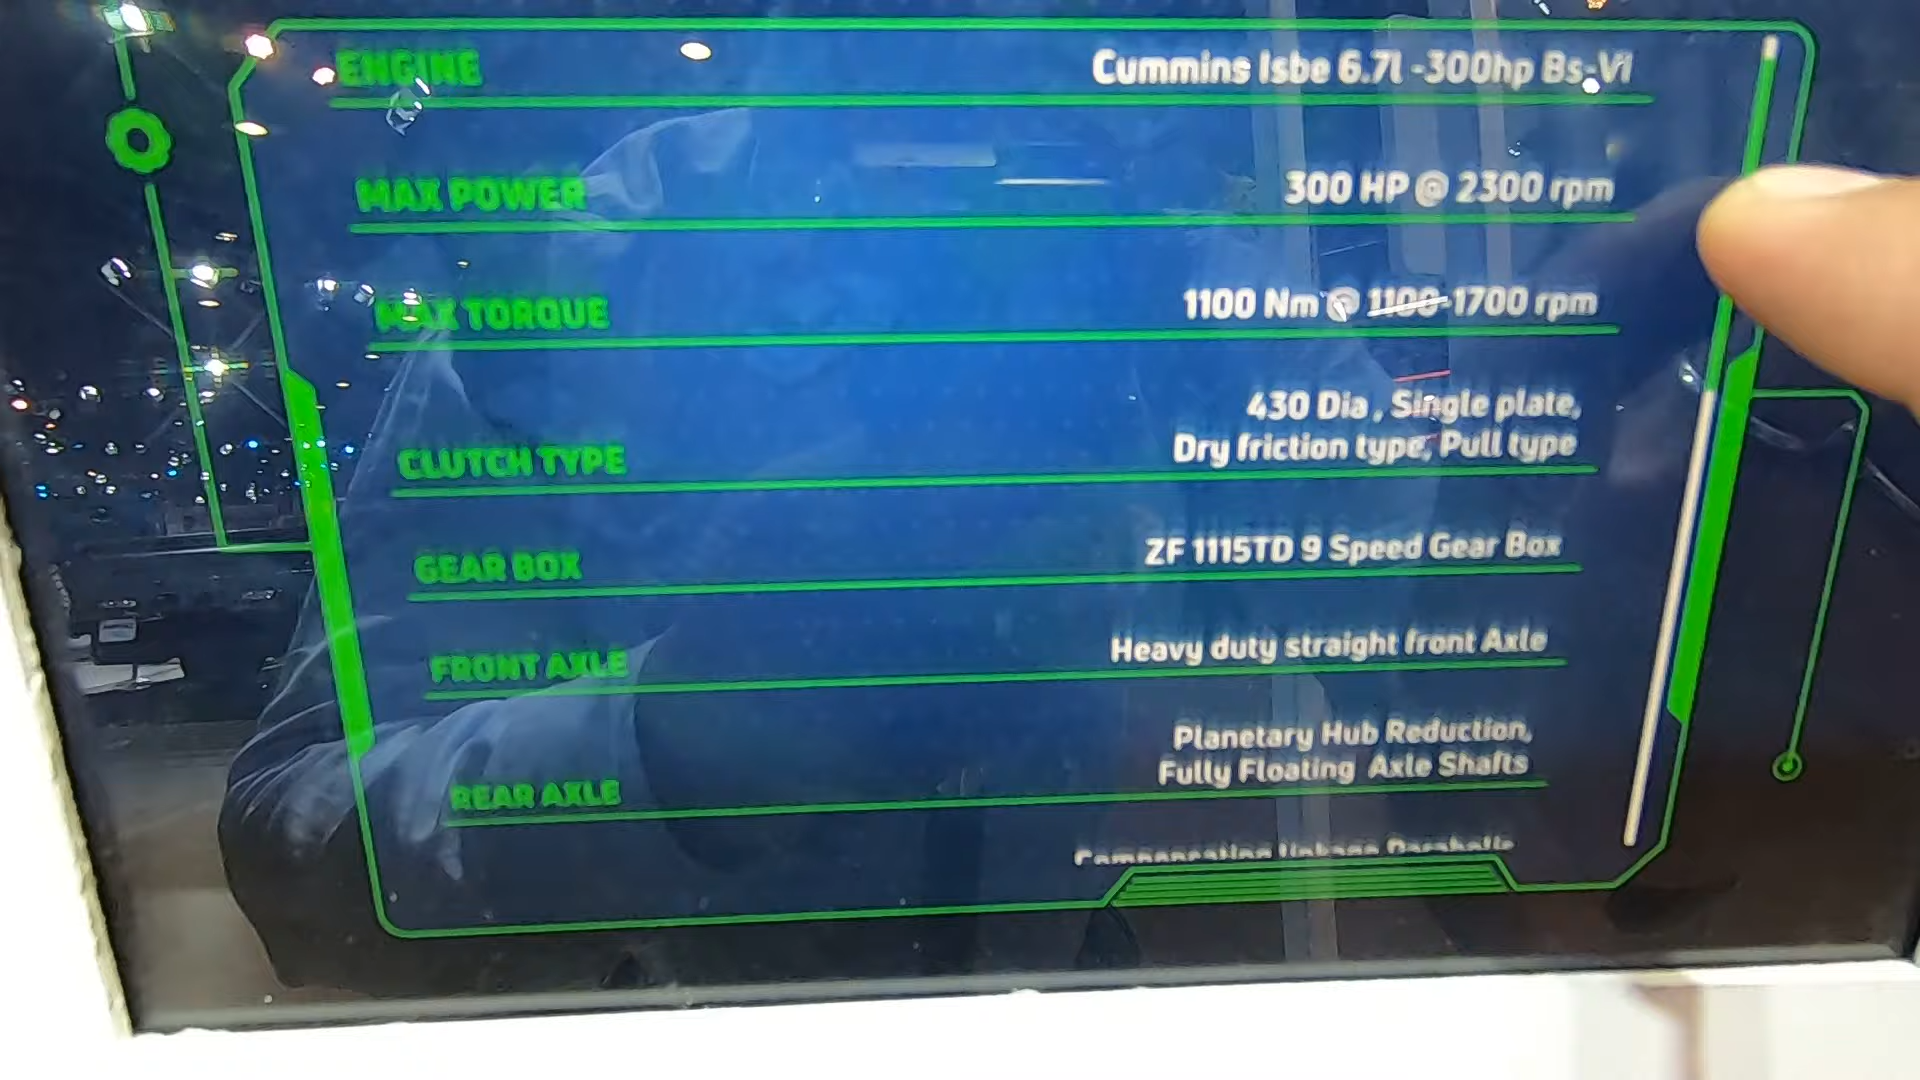 ENGINE Cummins Isbe 6.7l -300hp Bs-VI
MAX POWER 300 HP @ 2300 rpm
MAX TORQUE 1100 Nm @ 1100-1700 rpm
430 Dia , Single plate,
CLUTCH TYPE Dry friction type, Pull type
GEAR BOX ZF 1115TD 9 Speed Gear Box
FRONT AXLE Heavy duty straight front Axle
Planetary Hub Reduction,
REAR AXLE Fully Floating Axle Shafts